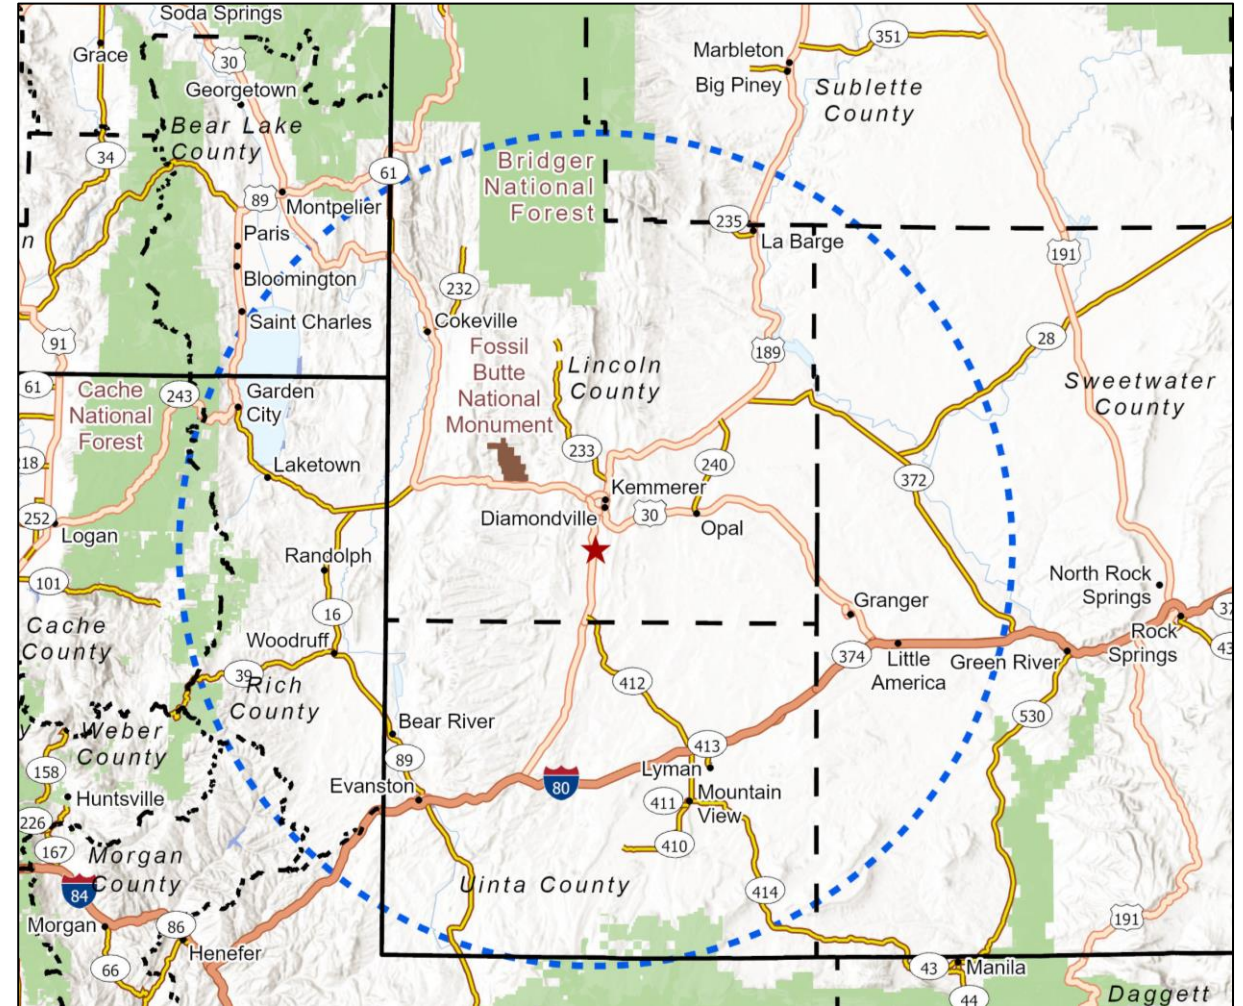 Soda Springs
Grace
30
Georgetown
Bear Lake
County
34
61
89
Montpelier
Paris
Bloomington
Saint Charles
n
91
Marbleton
Big Piney
351
Sublette
County
Bridger
National
Forest
235
La Barge
191
232
Cokeville
Fossil
Butte
National
Monument
Lincoln
County
189
28
Sweetwater
County
61
Cache
National
Forest
243
Garden
City
Laketown
218
252
Logan
233
240
372
Kemmerer
Diamondville
30
Opal
101
Randolph
16
North Rock
Springs
Granger
37
Rock
Springs
43
Cache
County
Woodruff
39
Rich
County
374
Little
America
Green River
412
530
y
Weber
County
Bear River
89
413
Lyman
158
Huntsville
Evanston
80
411
Mountain
View
226
167
410
Morgan
County
84
Uinta County
414
Morgan
86
Henefer
191
66
43
Manila
44
Daggett